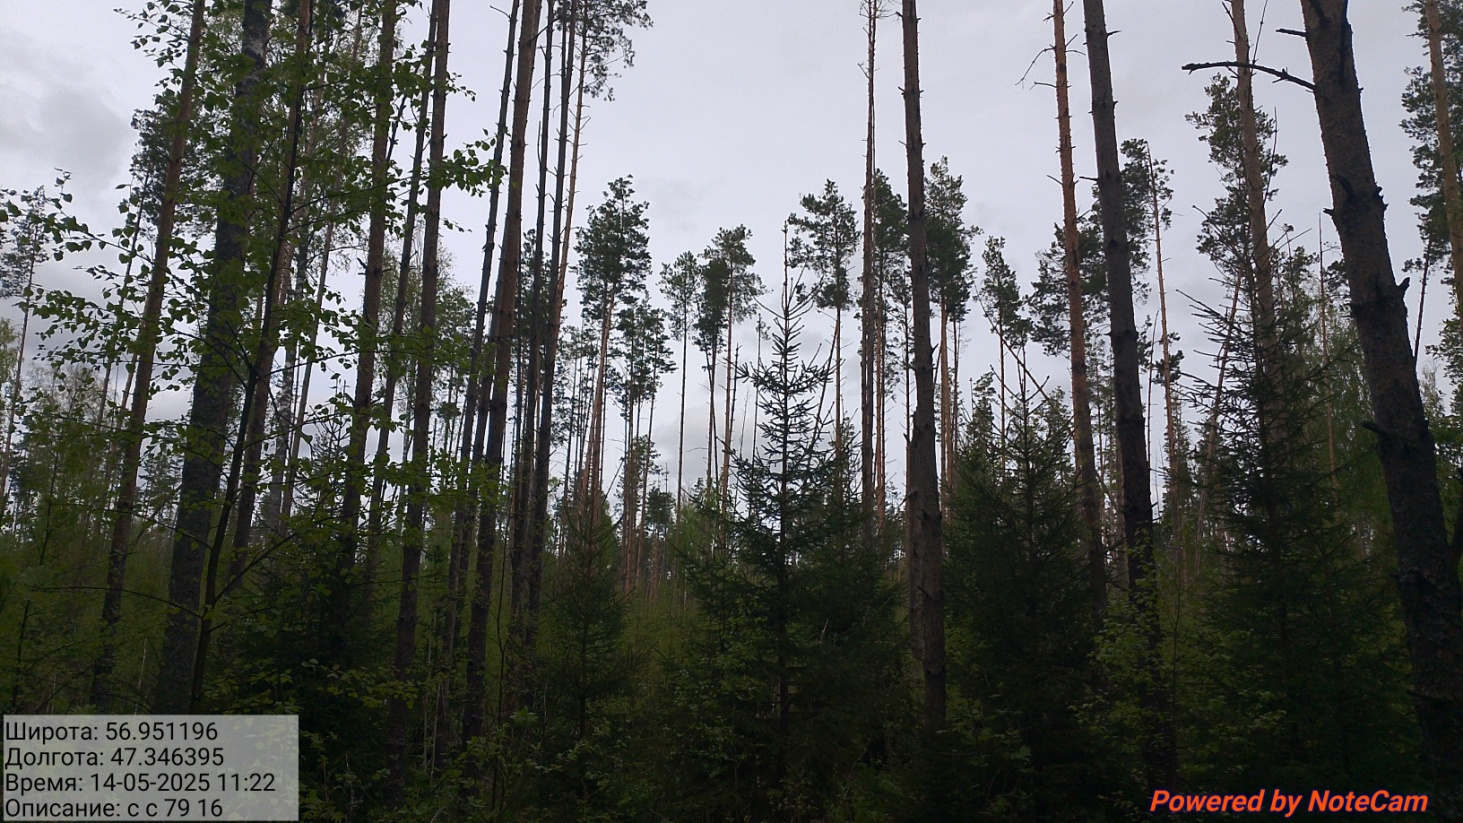 Широта: 56.951196
Долгота: 47.346395
Время: 14-05-2025 11:22
Описание: с с 79 16
Powered by NoteCam